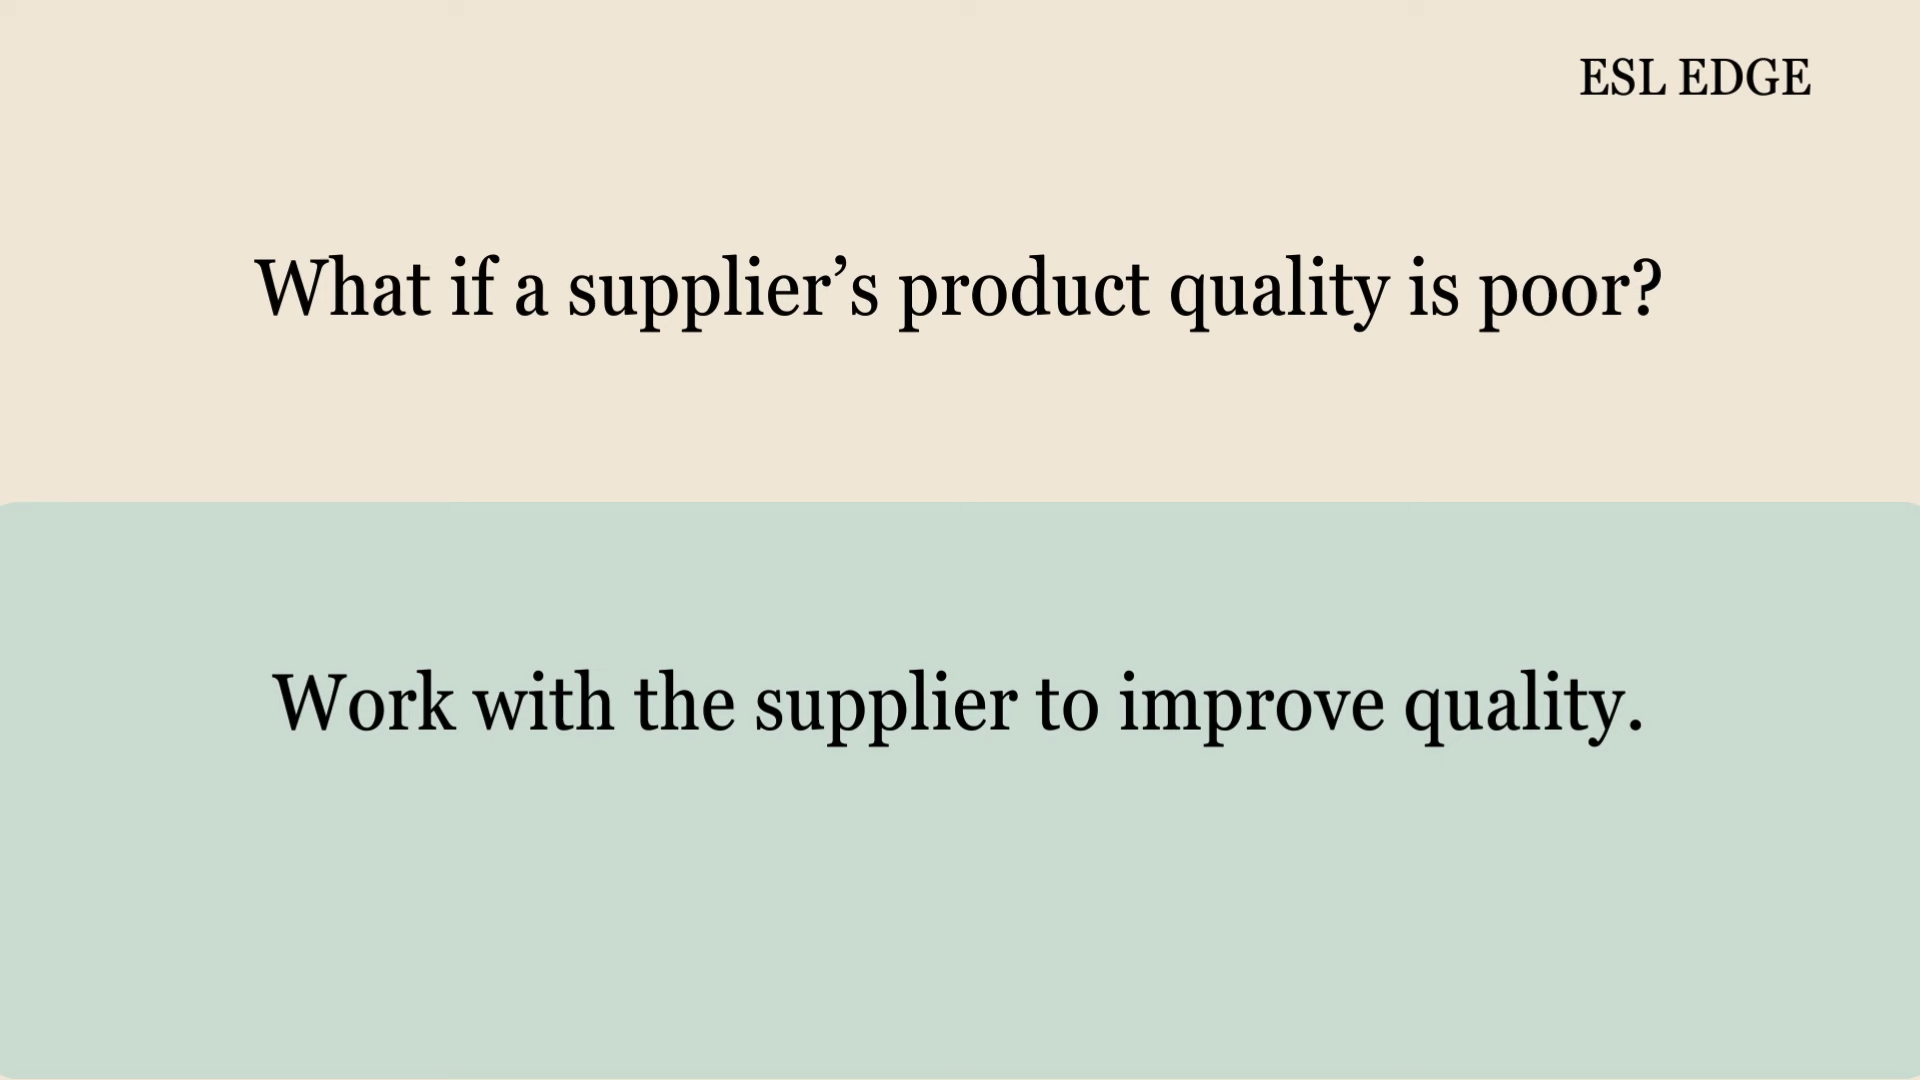 ESL EDGE
What if a supplier’s product quality is poor?
Work with the supplier to improve quality.